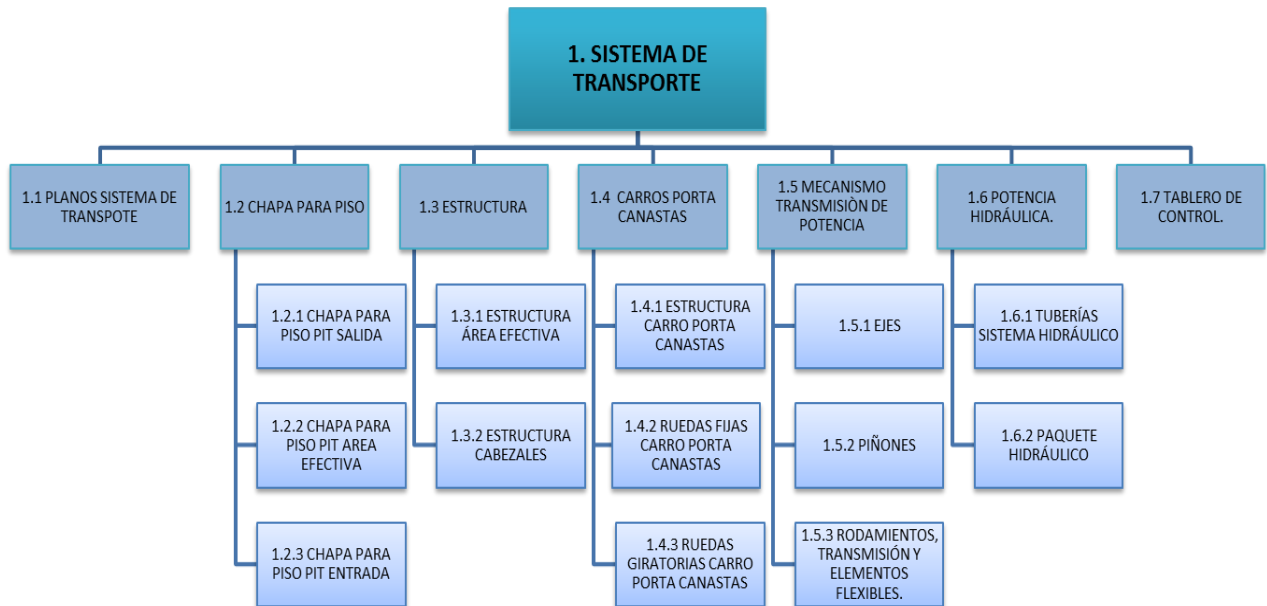 1. SISTEMA DE
TRANSPORTE
1.1 PLANOS SISTEMA DE
TRANSPOTE
1.2 CHAPA PARA PISO
1.3 ESTRUCTURA
1.4 CARROS PORTA
CANASTAS
1.5 MECANISMO
TRANSMISIÒN DE
POTENCIA
1.6 POTENCIA
HIDRÁULICA.
1.7 TABLERO DE
CONTROL.
1.2.1 CHAPA PARA
PISO PIT SALIDA
1.3.1 ESTRUCTURA
ÁREA EFECTIVA
1.4.1 ESTRUCTURA
CARRO PORTA
CANASTAS
1.5.1 EJES
1.6.1 TUBERÍAS
SISTEMA HIDRÁULICO
1.2.2 CHAPA PARA
PISO PIT AREA
EFECTIVA
1.3.2 ESTRUCTURA
CABEZALES
1.4.2 RUEDAS FIJAS
CARRO PORTA
CANASTAS
1.5.2 PIÑONES
1.6.2 PAQUETE
HIDRÁULICO
1.2.3 CHAPA PARA
PISO PIT ENTRADA
1.4.3 RUEDAS
GIRATORIAS CARRO
PORTA CANASTAS
1.5.3 RODAMIENTOS,
TRANSMISIÓN Y
ELEMENTOS
FLEXIBLES.